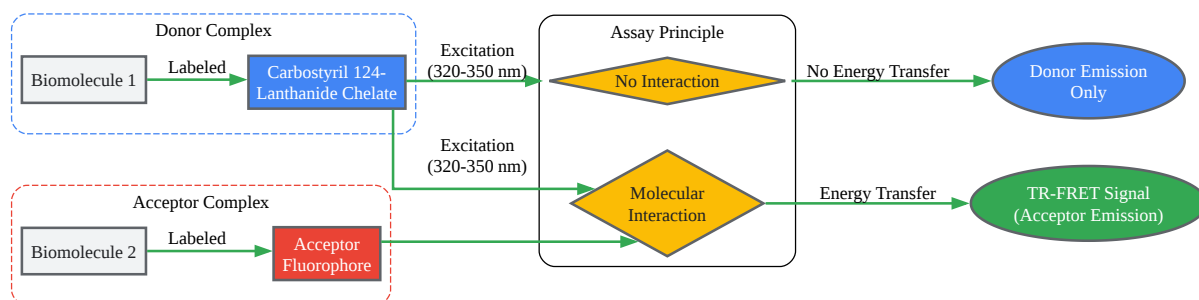 Donor Complex
Biomolecule 1
Labeled
Carbostyril 124-
Lanthanide Chelate
Excitation
(320-350 nm)
Assay Principle
No Interaction
No Energy Transfer
Donor Emission
Only
Excitation
(320-350 nm)
Acceptor Complex
Biomolecule 2
Labeled
Acceptor
Fluorophore
Molecular
Interaction
Energy Transfer
TR-FRET Signal
(Acceptor Emission)